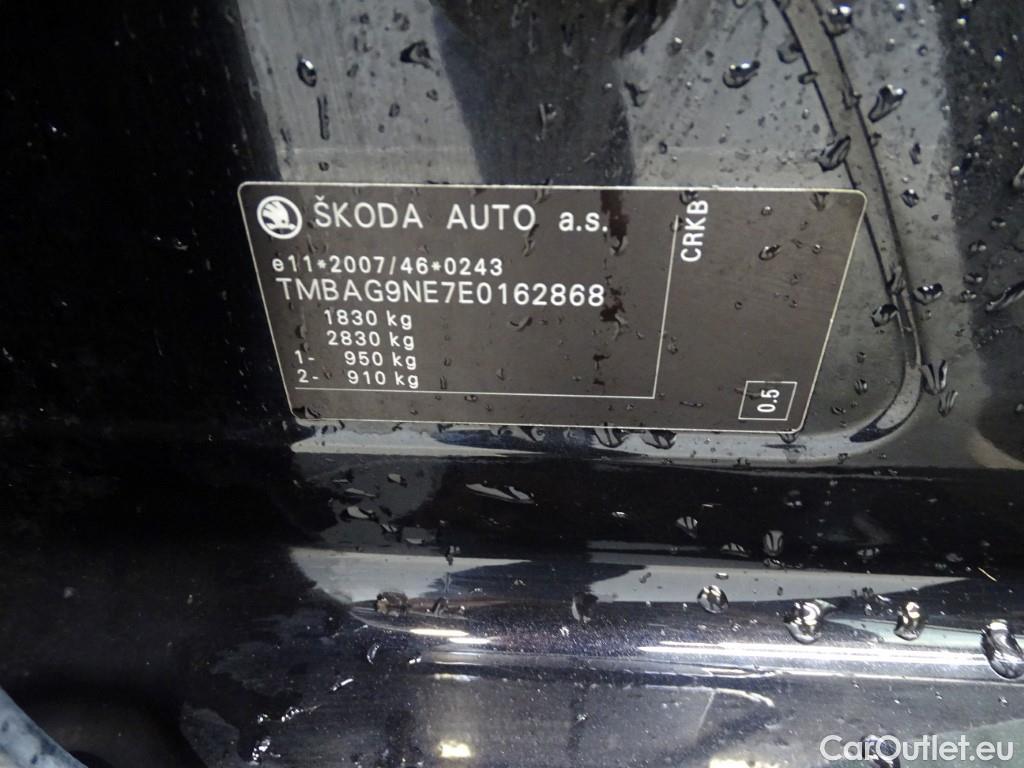 ŠKODA AUTO a.s.
e11*2007/46*0243
TMBAG9NE7E0162868
1830 kg
2830 kg
1- 950 kg
2- 910 kg
CRKB
0.5
CarOutlet.eu